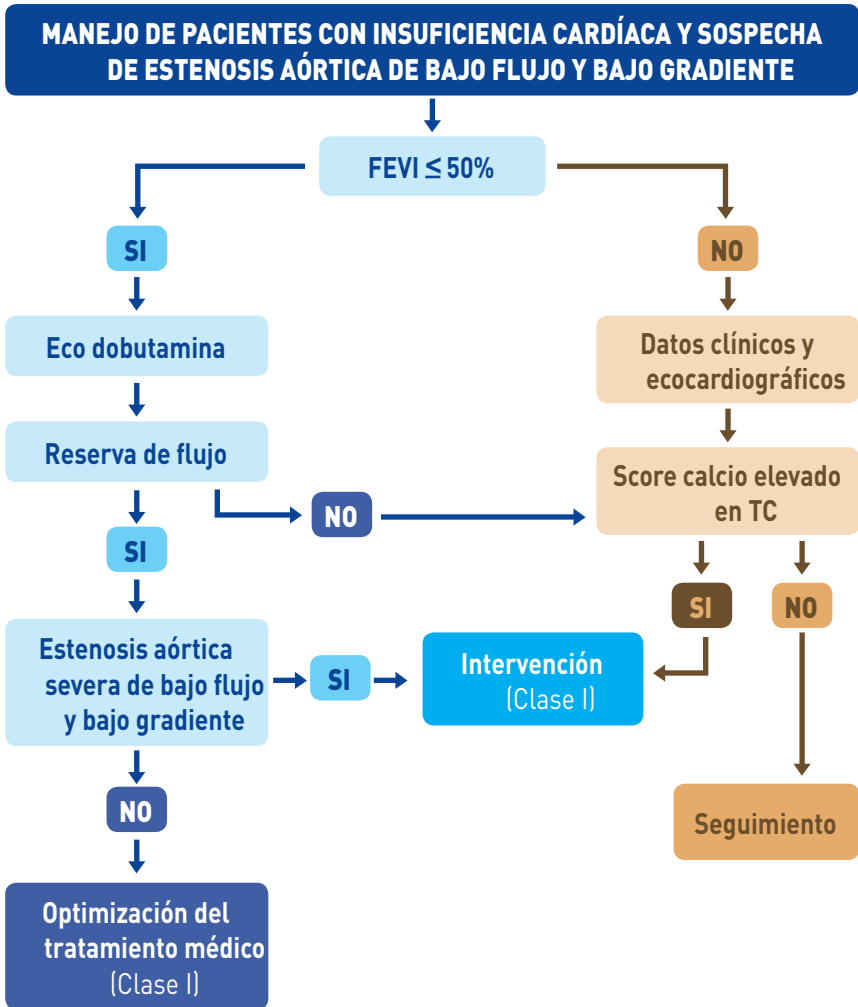 MANEJO DE PACIENTES CON INSUFICIENCIA CARDÍACA Y SOSPECHA
DE ESTENOSIS AÓRTICA DE BAJO FLUJO Y BAJO GRADIENTE
FEVI ≤ 50%
SI
NO
Eco dobutamina
Datos clínicos y
ecocardiográficos
Reserva de flujo
Score calcio elevado
en TC
NO
SI
SI
NO
Estenosis aórtica
severa de bajo flujo
y bajo gradiente
SI
Intervención
(Clase I)
NO
Seguimiento
Optimización del
tratamiento médico
(Clase I)